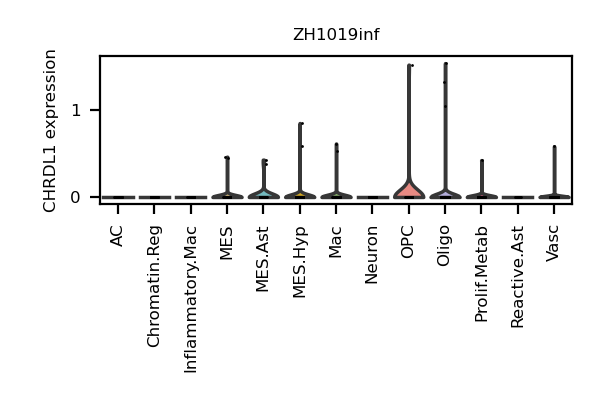 ZH1019inf
CHRDL1 expression
1
0
AC
Chromatin.Reg
Inflammatory.Mac
MES
MES.Ast
MES.Hyp
Mac
Neuron
OPC
Oligo
Prolif.Metab
Reactive.Ast
Vasc